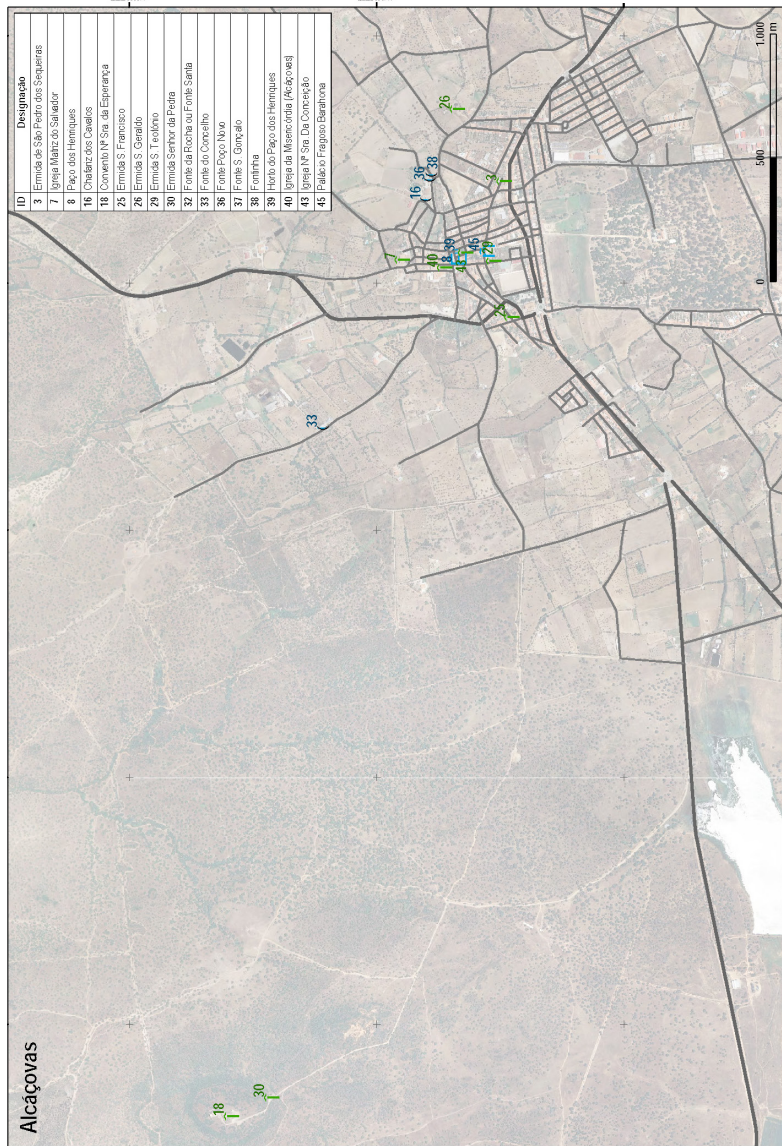 Alcáçovas
ID Designação
3 Ermida de São Pedro dos Sequeiras
7 Igreja Matriz do Salvador
8 Paço dos Henriques
16 Chafariz dos Cavalos
18 Convento Nª Sra. da Esperança
25 Ermida S. Francisco
26 Ermida S. Geraldo
29 Ermida S. Teotónio
30 Ermida Senhor da Pedra
32 Fonte da Rocha ou Fonte Santa
33 Fonte do Concelho
36 Fonte Poço Novo
37 Fonte S. Gonçalo
38 Fontinha
39 Horto do Paço dos Henriques
40 Igreja da Misericórdia (Alcáçovas)
43 Igreja Nª Sra. Da Conceição
45 Palácio Fragoso Barahona
18
30
33
7
40
8
39
43
45
29
25
16
36
38
26
3
0
500
1.000
m